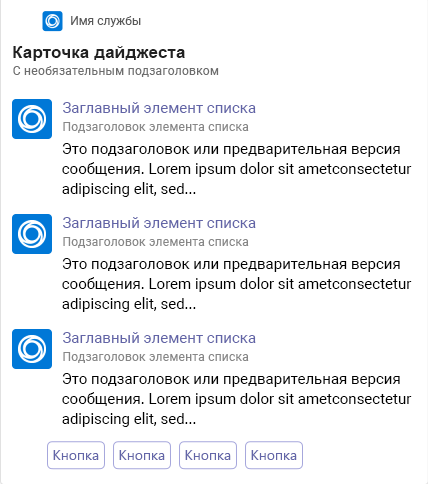 Имя службы
Карточка дайджеста
С необязательным подзаголовком
Заглавный элемент списка
Подзаголовок элемента списка
Это подзаголовок или предварительная версия
сообщения. Lorem ipsum dolor sit ametconsectetur
adipiscing elit, sed...
Заглавный элемент списка
Подзаголовок элемента списка
Это подзаголовок или предварительная версия
сообщения. Lorem ipsum dolor sit ametconsectetur
adipiscing elit, sed...
Заглавный элемент списка
Подзаголовок элемента списка
Это подзаголовок или предварительная версия
сообщения. Lorem ipsum dolor sit ametconsectetur
adipiscing elit, sed...
Кнопка Кнопка Кнопка Кнопка